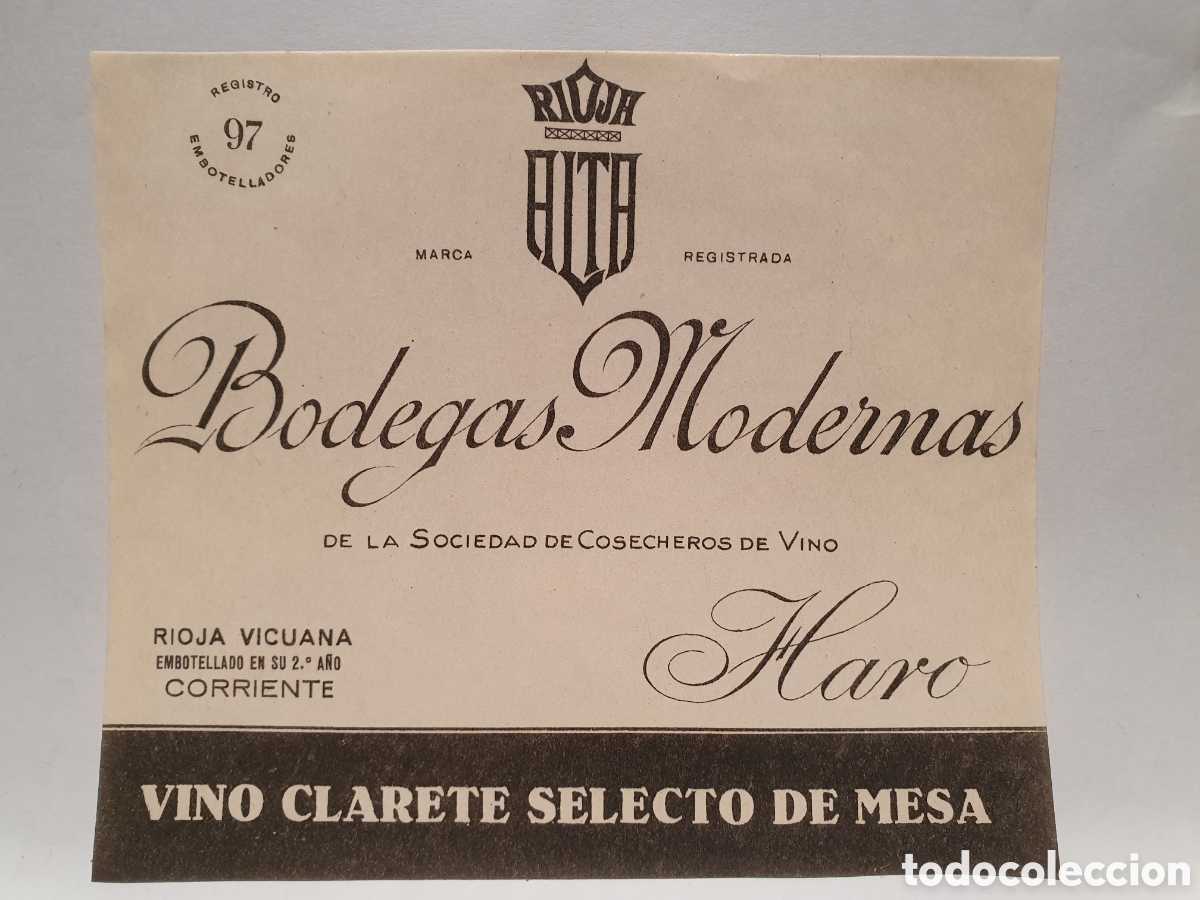 REGISTRO
97
EMBOTELLADORES
RIOJA
ALTA
MARCA REGISTRADA
Bodegas Modernas
DE LA SOCIEDAD DE COSECHEROS DE VINO
Haro
RIOJA VICUANA
EMBOTELLADO EN SU 2.º AÑO
CORRIENTE
VINO CLARETE SELECTO DE MESA
todocoleccion